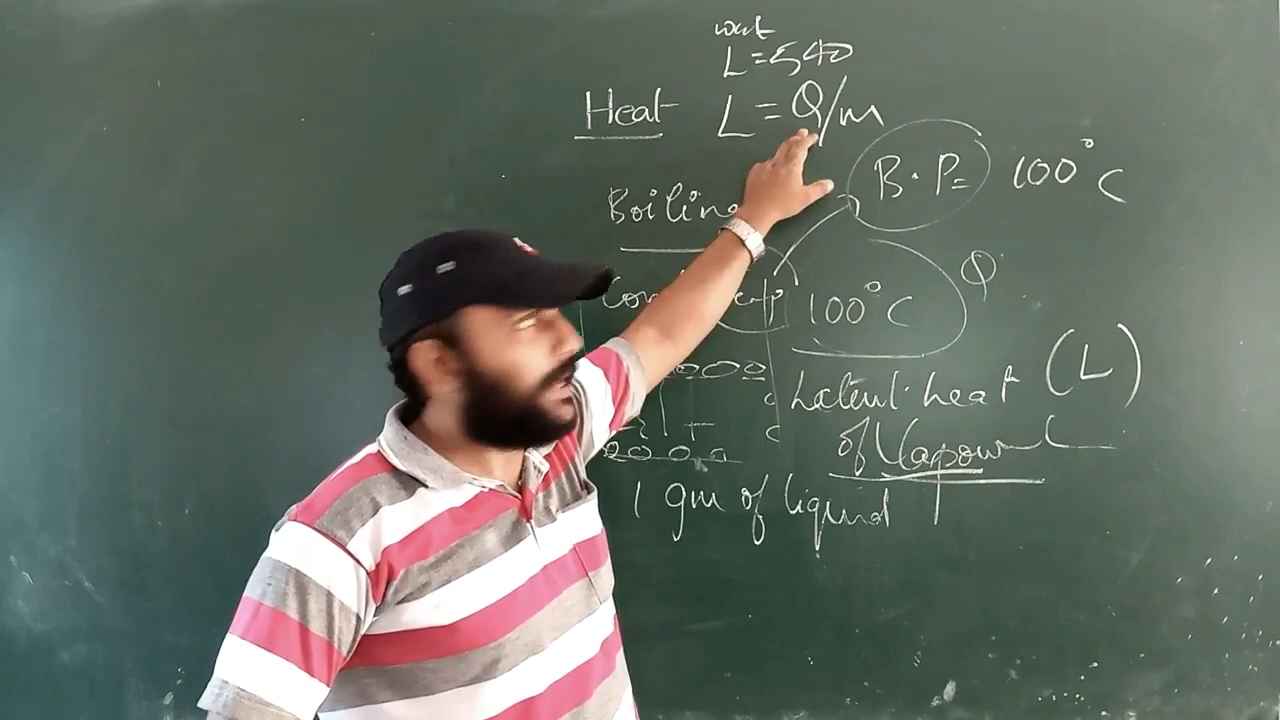 L=540
Heat L=Q/m
B.P= 100°C
Boiling
100°C Q
Latent heat (L)
of Vapour
1 gm of liquid